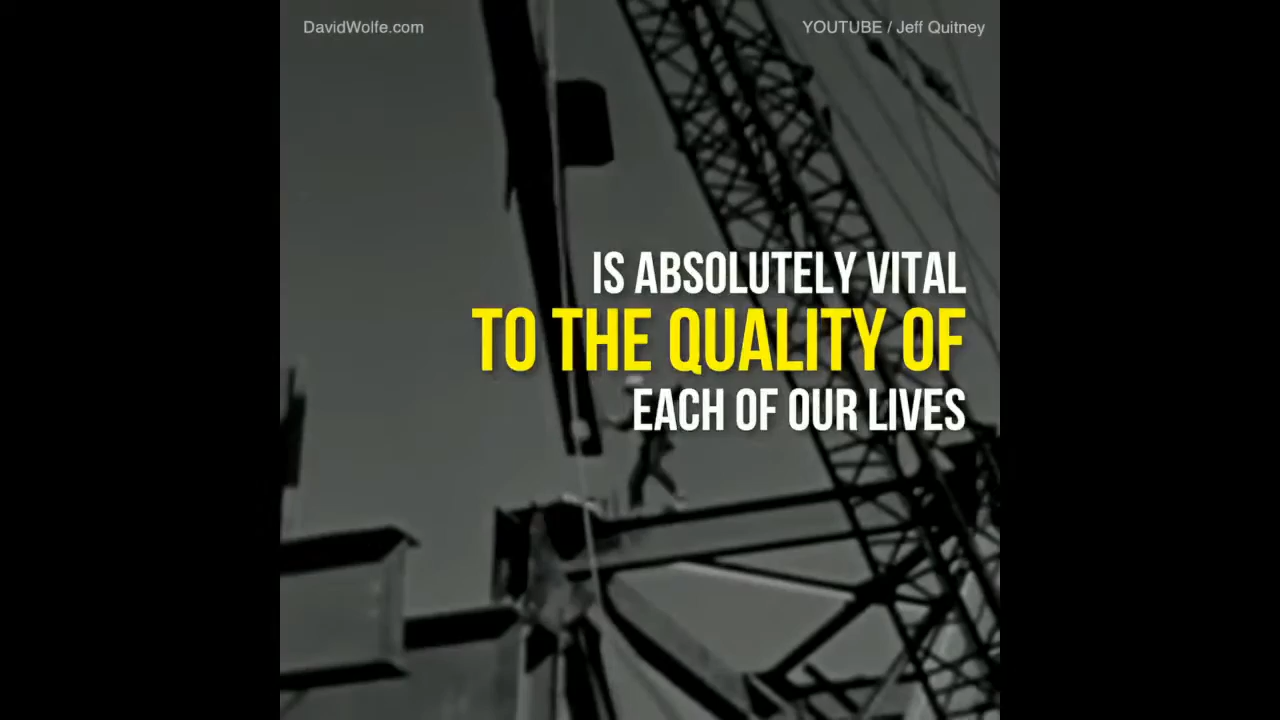 DavidWolfe.com
YOUTUBE / Jeff Quitney
IS ABSOLUTELY VITAL
TO THE QUALITY OF
EACH OF OUR LIVES